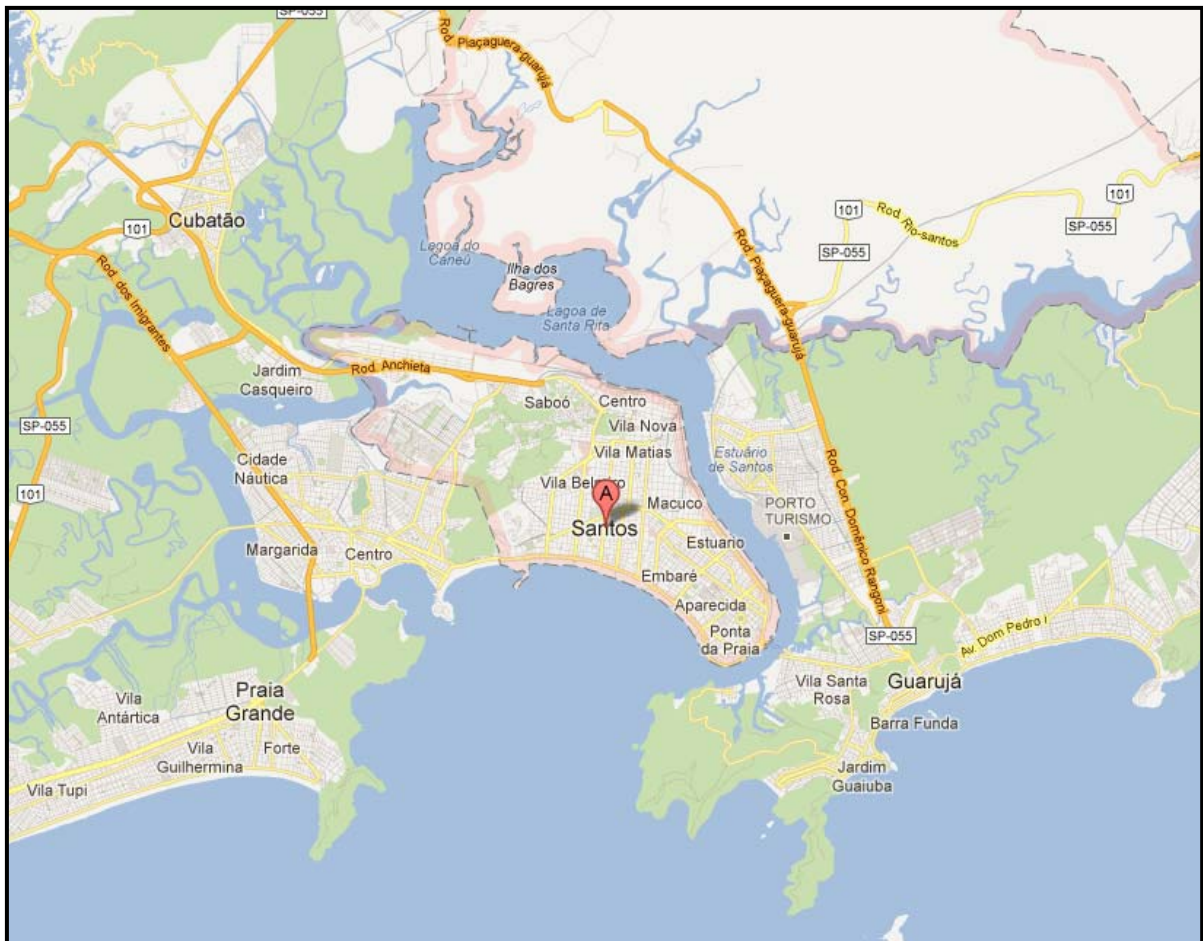 SP-055
Rod. Piaçaguera-guarujá
Cubatão
101
101
Rod. Rio-santos
101
SP-055
SP-055
Lagoa do
Caneú
Ilha dos
Bagres
Rod. Piaçaguera-guarujá
Rod. dos Imigrantes
Lagoa de
Santa Rita
Rod. Anchieta
Jardim
Casqueiro
Saboó
Centro
SP-055
Vila Nova
Vila Matias
Estuário
de Santos
Cidade
Náutica
Vila Belmiro
A
101
Macuco
PORTO
TURISMO
Rod. Con. Domênico Rangoni
Santos
Margarida
Centro
Estuario
Embaré
Aparecida
Ponta
da Praia
SP-055
Av. Dom Pedro I
Vila Santa
Rosa
Guarujá
Praia
Grande
Vila
Antártica
Barra Funda
Vila
Guilhermina
Forte
Jardim
Guaiuba
Vila Tupi